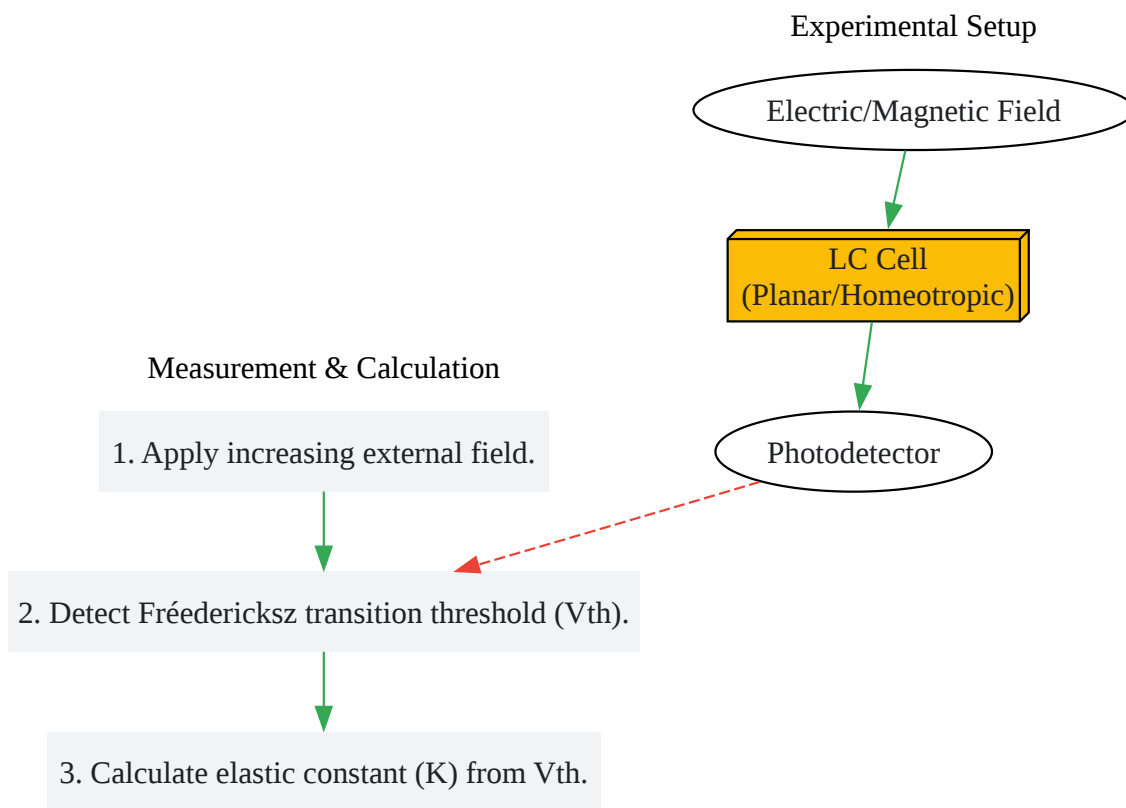 Experimental Setup
Electric/Magnetic Field
LC Cell
(Planar/Homeotropic)
Photodetector
Measurement & Calculation
1. Apply increasing external field.
2. Detect Fréedericksz transition threshold (Vth).
3. Calculate elastic constant (K) from Vth.